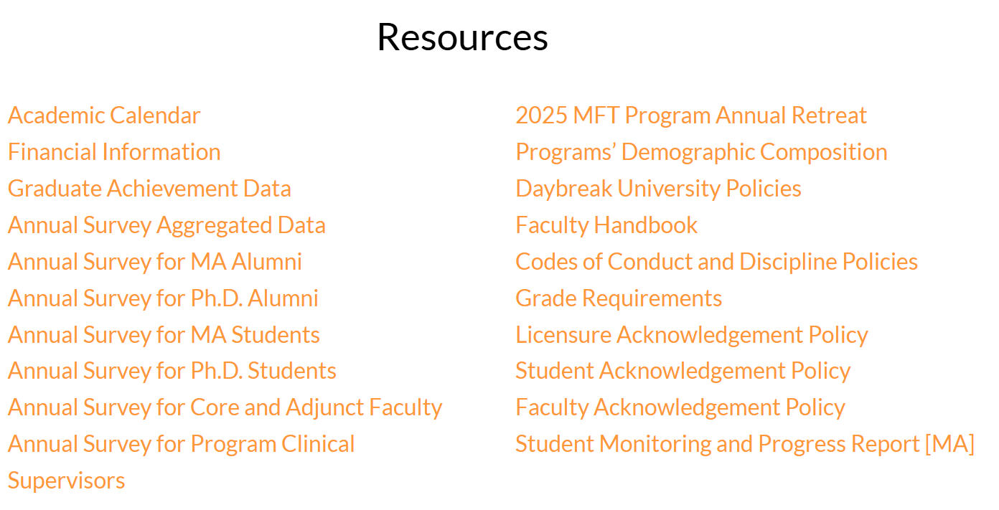 Resources
Academic Calendar
Financial Information
Graduate Achievement Data
Annual Survey Aggregated Data
Annual Survey for MA Alumni
Annual Survey for Ph.D. Alumni
Annual Survey for MA Students
Annual Survey for Ph.D. Students
Annual Survey for Core and Adjunct Faculty
Annual Survey for Program Clinical
Supervisors
2025 MFT Program Annual Retreat
Programs’ Demographic Composition
Daybreak University Policies
Faculty Handbook
Codes of Conduct and Discipline Policies
Grade Requirements
Licensure Acknowledgement Policy
Student Acknowledgement Policy
Faculty Acknowledgement Policy
Student Monitoring and Progress Report [MA]